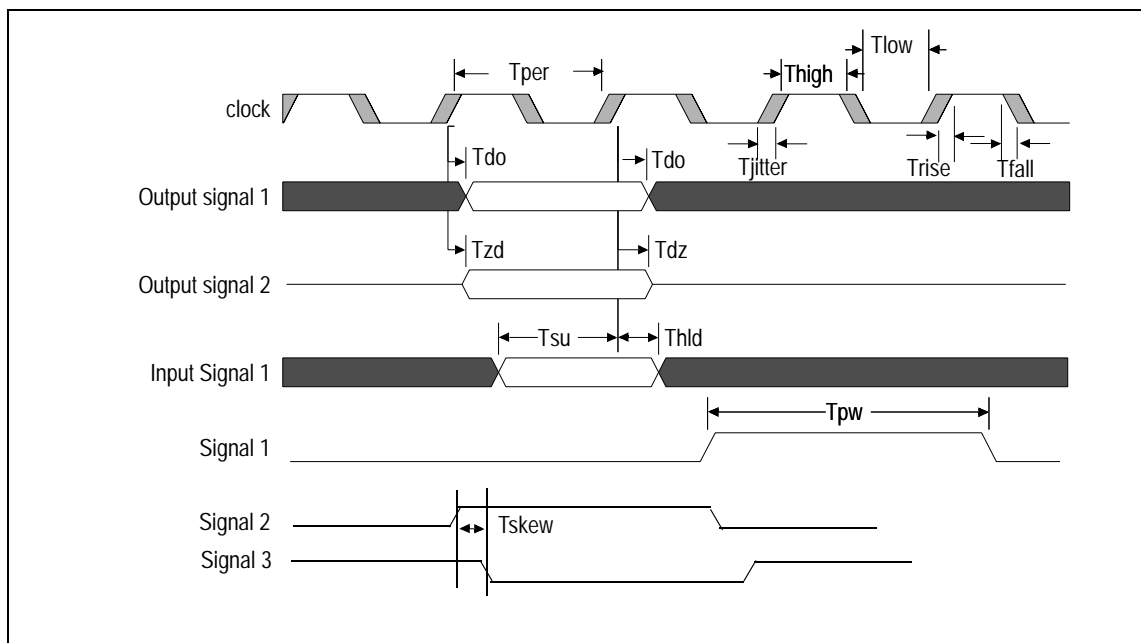 Tlow
Tper
Thigh
clock
Tdo
Tdo
Tjitter
Trise
Tfall
Output signal 1
Tzd
Tdz
Output signal 2
Tsu
Thld
Input Signal 1
Tpw
Signal 1
Signal 2
Tskew
Signal 3